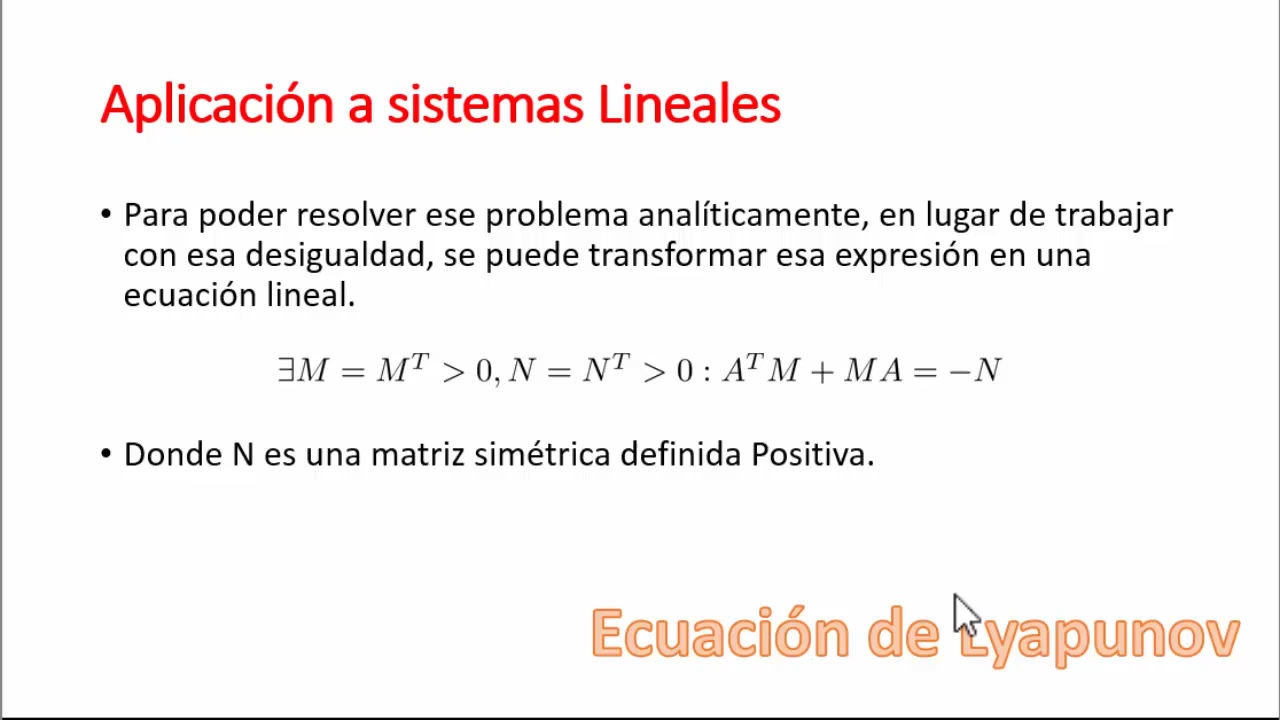 Aplicación a sistemas Lineales
• Para poder resolver ese problema analíticamente, en lugar de trabajar
con esa desigualdad, se puede transformar esa expresión en una
ecuación lineal.
∃M = M^T > 0, N = N^T > 0 : A^T M + MA = −N
• Donde N es una matriz simétrica definida Positiva.
Ecuación de Lyapunov